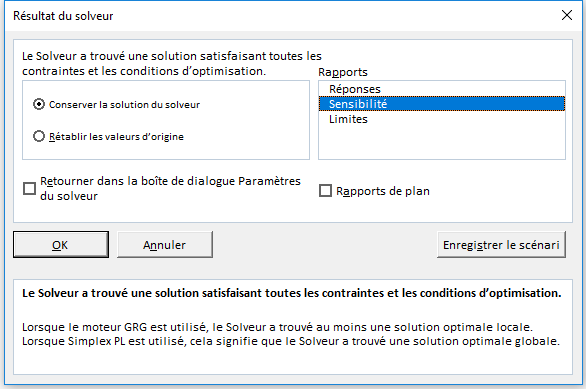 Résultat du solveur
Le Solveur a trouvé une solution satisfaisant toutes les
contraintes et les conditions d'optimisation.
Rapports
Conserver la solution du solveur
Rétablir les valeurs d'origine
Réponses
Sensibilité
Limites
Retourner dans la boîte de dialogue Paramètres
du solveur
Rapports de plan
OK
Annuler
Enregistrer le scénari
Le Solveur a trouvé une solution satisfaisant toutes les contraintes et les conditions d'optimisation.
Lorsque le moteur GRG est utilisé, le Solveur a trouvé au moins une solution optimale locale.
Lorsque Simplex PL est utilisé, cela signifie que le Solveur a trouvé une solution optimale globale.